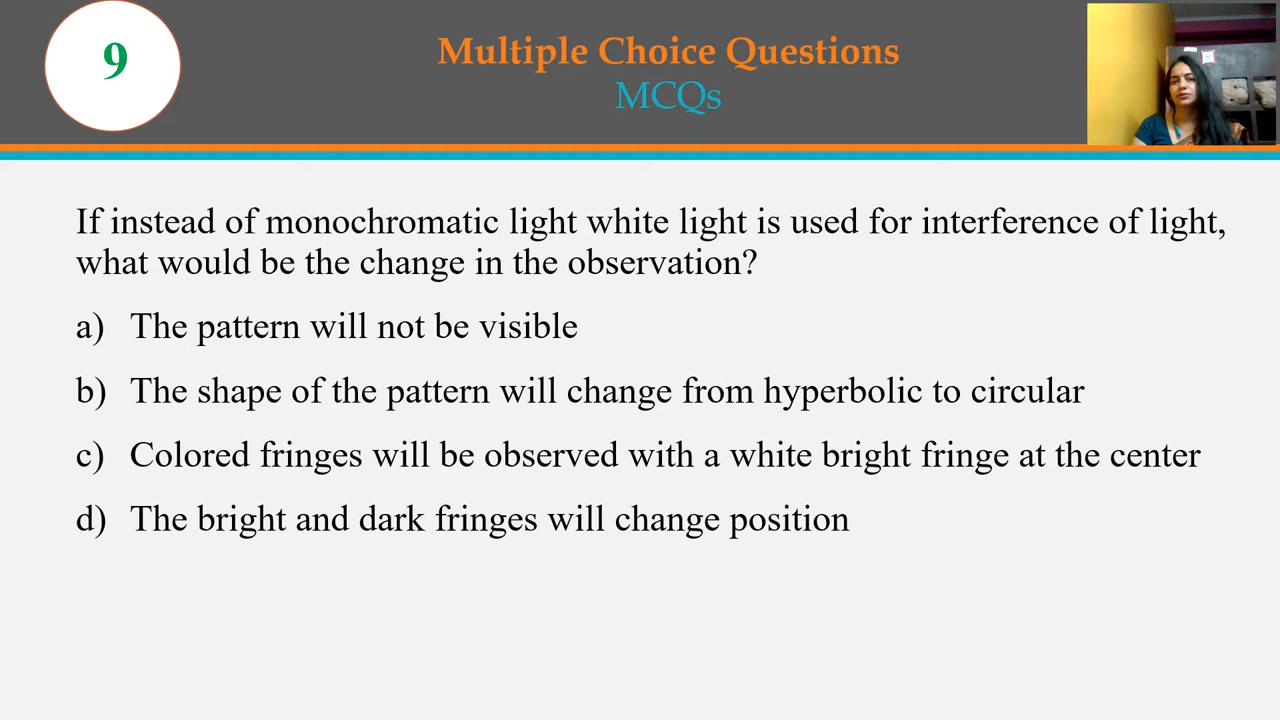 9
Multiple Choice Questions
MCQs
If instead of monochromatic light white light is used for interference of light,
what would be the change in the observation?
a) The pattern will not be visible
b) The shape of the pattern will change from hyperbolic to circular
c) Colored fringes will be observed with a white bright fringe at the center
d) The bright and dark fringes will change position